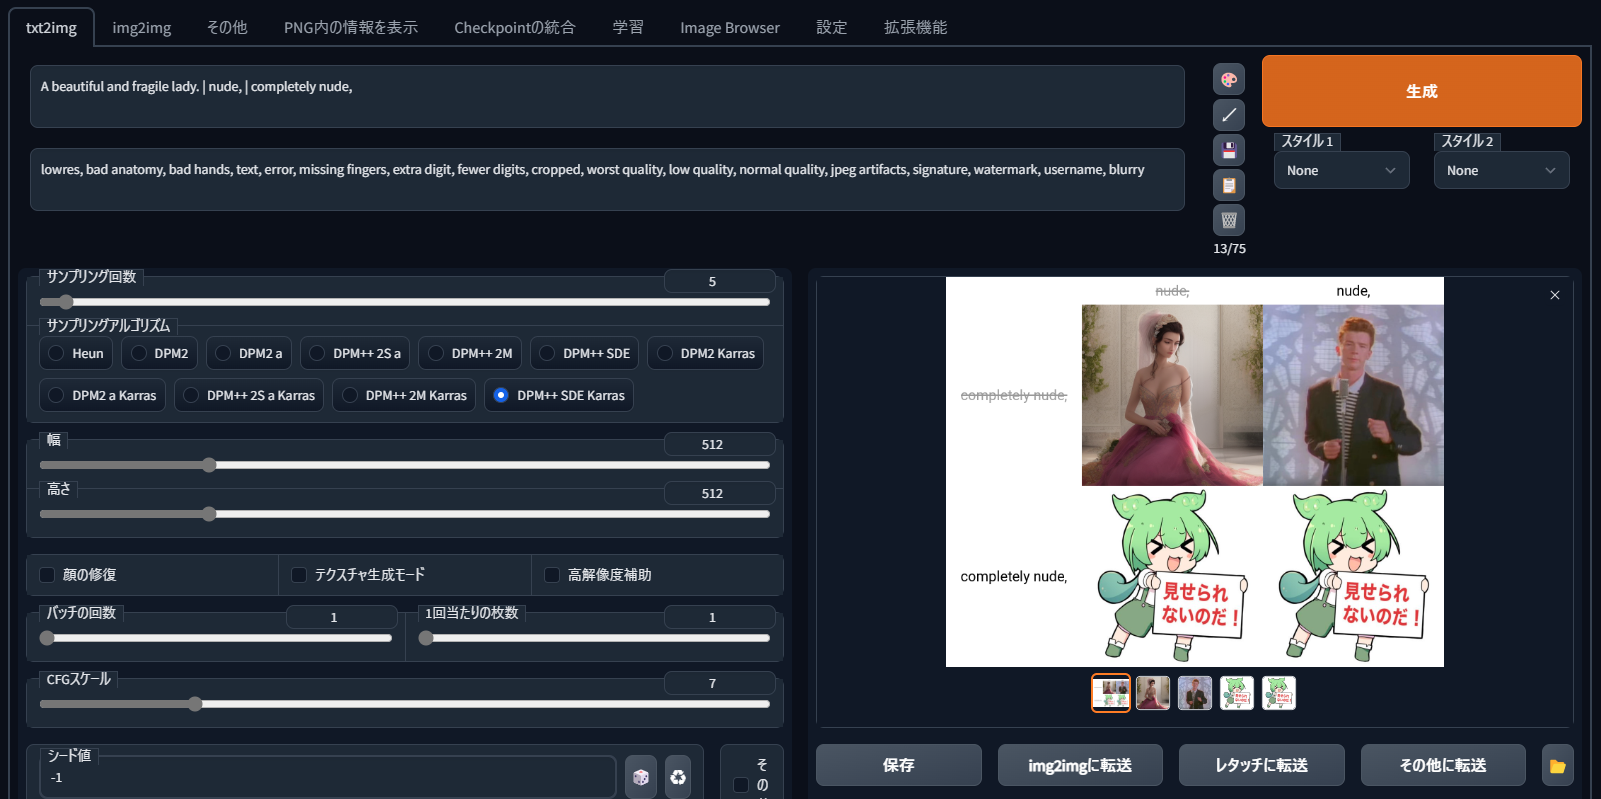 txt2img img2img その他 PNG内の情報を表示 Checkpointの統合 学習 Image Browser 設定 拡張機能
A beautiful and fragile lady. | nude, | completely nude,
生成
スタイル 1 スタイル 2
None None
lowres, bad anatomy, bad hands, text, error, missing fingers, extra digit, fewer digits, cropped, worst quality, low quality, normal quality, jpeg artifacts, signature, watermark, username, blurry
13/75
サンプリング回数 5
サンプリングアルゴリズム
Heun DPM2 DPM2 a DPM++ 2S a DPM++ 2M DPM++ SDE DPM2 Karras
DPM2 a Karras DPM++ 2S a Karras DPM++ 2M Karras DPM++ SDE Karras
幅 512
高さ 512
顔の修復 テクスチャ生成モード 高解像度補助
バッチの回数 1 1回当たりの枚数 1
CFGスケール 7
シード値
-1
そ
の
nude, nude,
completely nude,
completely nude,
見せられ
ないのだ！
見せられ
ないのだ！
保存 img2imgに転送 レタッチに転送 その他に転送